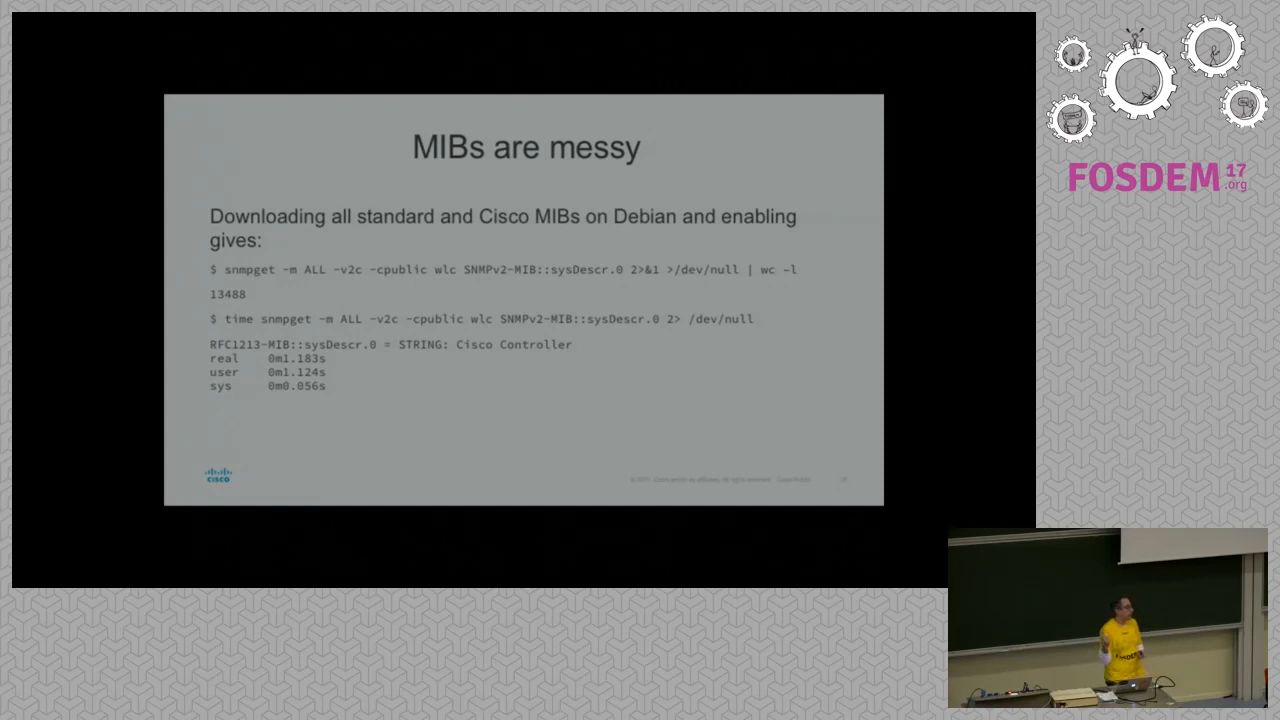 MIBs are messy
Downloading all standard and Cisco MIBs on Debian and enabling
gives:
$ snmpget -m ALL -v2c -cpublic wlc SNMPv2-MIB::sysDescr.0 2>&1 >/dev/null | wc -l
13488
$ time snmpget -m ALL -v2c -cpublic wlc SNMPv2-MIB::sysDescr.0 2> /dev/null
RFC1213-MIB::sysDescr.0 = STRING: Cisco Controller
real 0m1.183s
user 0m1.124s
sys 0m0.056s
CISCO
FOSDEM 17
.org
FOSDEM